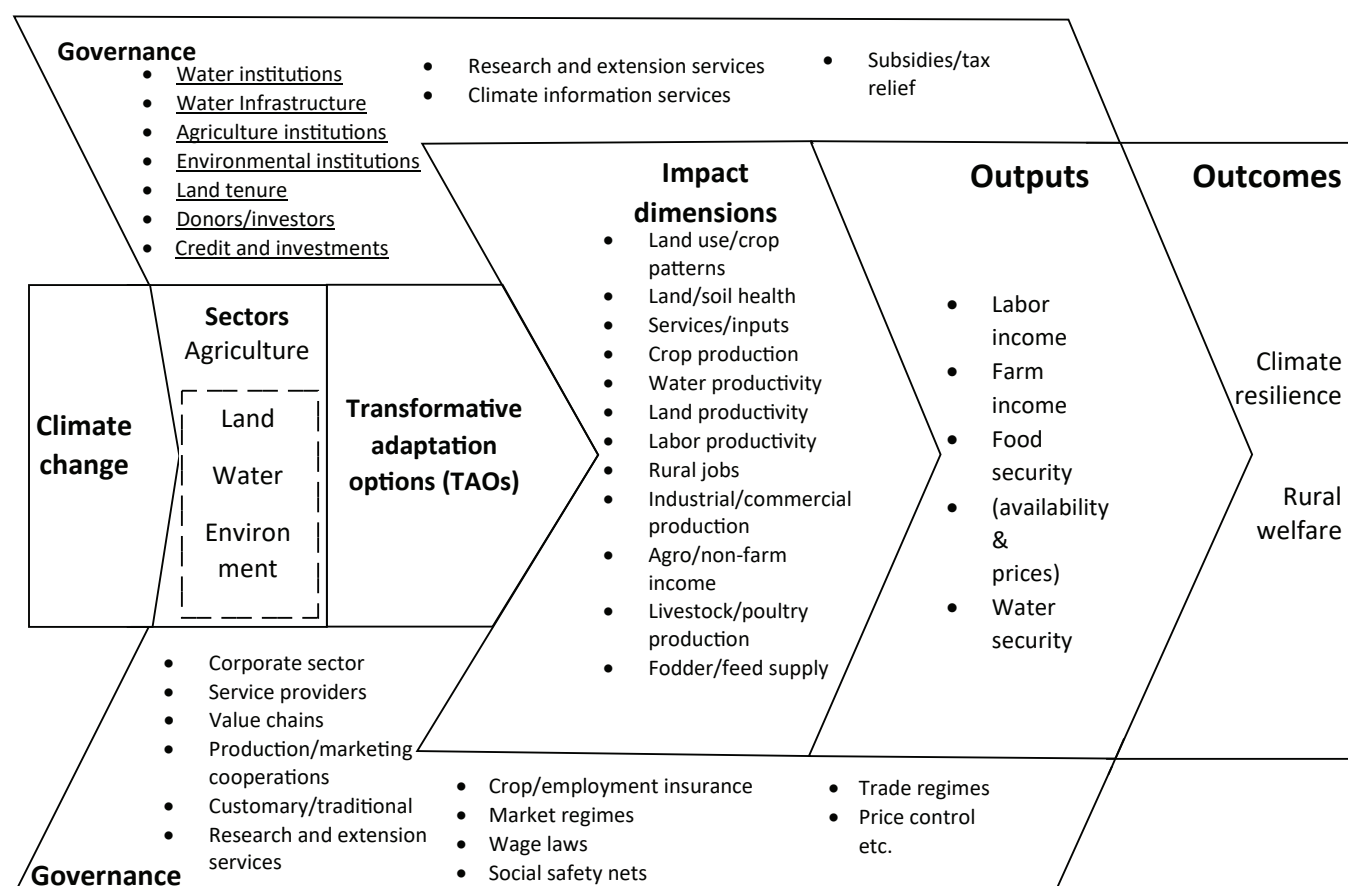 Governance
• Water institutions
• Water Infrastructure
• Agriculture institutions
• Environmental institutions
• Land tenure
• Donors/investors
• Credit and investments
• Research and extension services
• Climate information services
• Subsidies/tax
relief
Climate
change
Sectors
Agriculture
Land
Water
Environ
ment
Transformative
adaptation
options (TAOs)
Impact
dimensions
• Land use/crop
patterns
• Land/soil health
• Services/inputs
• Crop production
• Water productivity
• Land productivity
• Labor productivity
• Rural jobs
• Industrial/commercial
production
• Agro/non-farm
income
• Livestock/poultry
production
• Fodder/feed supply
Outputs
• Labor
income
• Farm
income
• Food
security
• (availability
&
prices)
• Water
security
Outcomes
Climate
resilience
Rural
welfare
• Corporate sector
• Service providers
• Value chains
• Production/marketing
cooperations
• Customary/traditional
• Research and extension
services
Governance
• Crop/employment insurance
• Market regimes
• Wage laws
• Social safety nets
• Trade regimes
• Price control
etc.